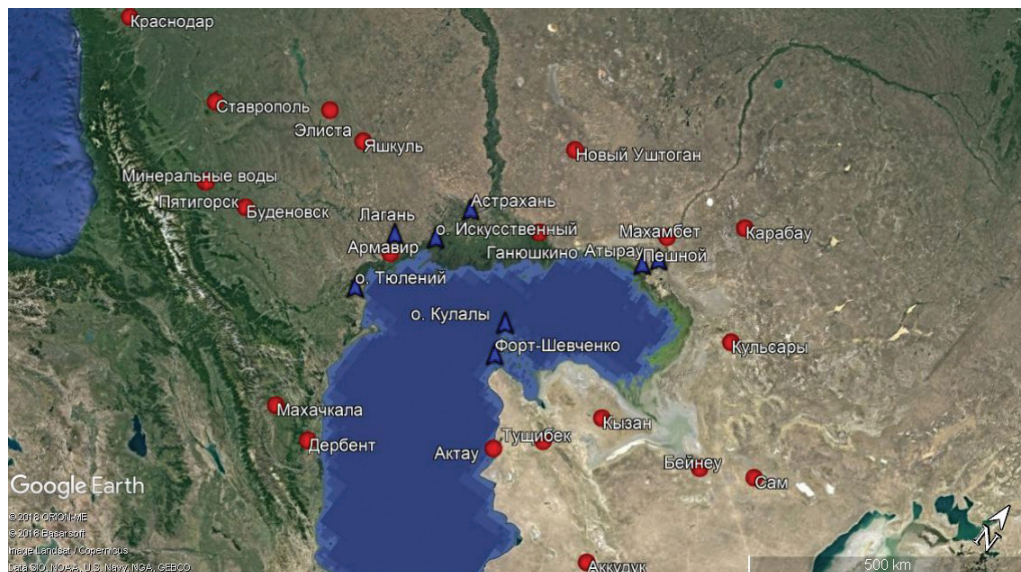 Краснодар
Ставрополь
Элиста
Яшкуль
Новый Уштоган
Минеральные воды
Пятигорск
Буденовск
Астрахань
Лагань
о. Искусственный
Махамбет
Карабау
Армавир
Ганюшкино
Атырау
Пешной
о. Тюлений
о. Кулалы
Форт-Шевченко
Кульсары
Махачкала
Кызан
Дербент
Актау
Тущибек
Бейнеу
Сам
Google Earth
© 2018 ORION-ME
© 2018 Basarsoft
Image Landsat / Copernicus
Data SIO, NOAA, U.S. Navy, NGA, GEBCO
Аккудук
500 km
N